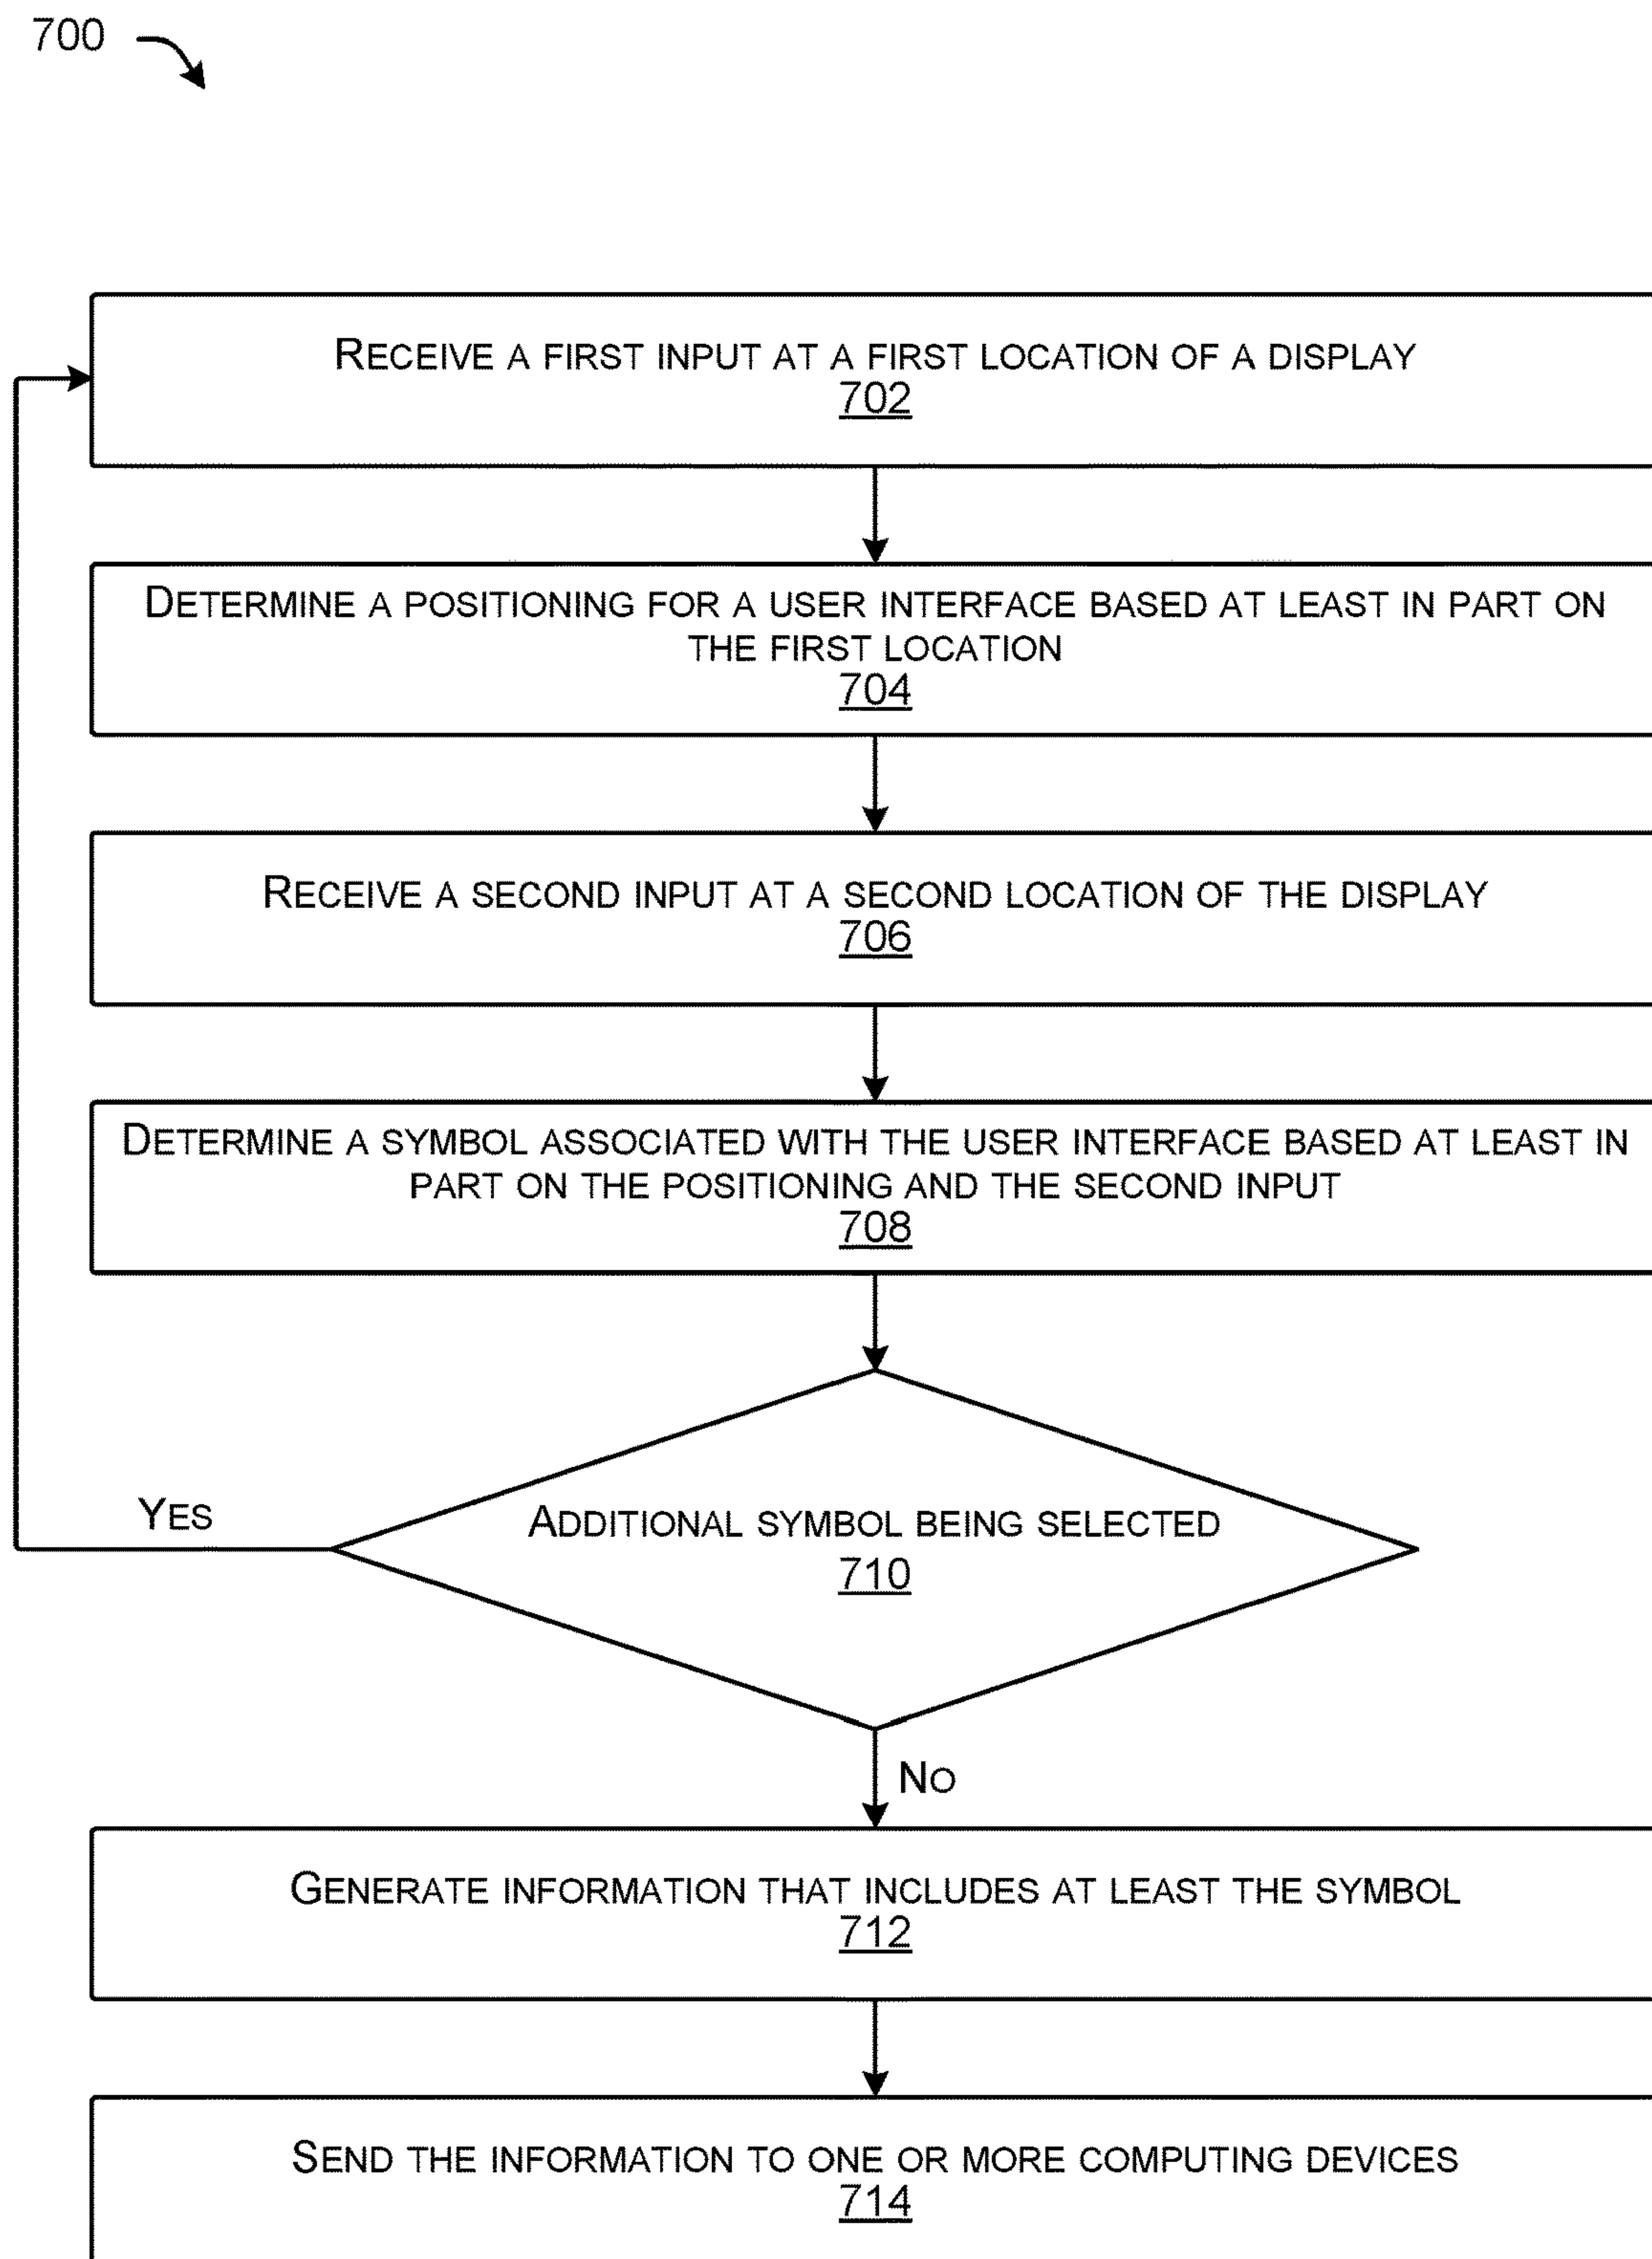 700
RECEIVE A FIRST INPUT AT A FIRST LOCATION OF A DISPLAY
702
DETERMINE A POSITIONING FOR A USER INTERFACE BASED AT LEAST IN PART ON
THE FIRST LOCATION
704
RECEIVE A SECOND INPUT AT A SECOND LOCATION OF THE DISPLAY
706
DETERMINE A SYMBOL ASSOCIATED WITH THE USER INTERFACE BASED AT LEAST IN
PART ON THE POSITIONING AND THE SECOND INPUT
708
YES
ADDITIONAL SYMBOL BEING SELECTED
710
NO
GENERATE INFORMATION THAT INCLUDES AT LEAST THE SYMBOL
712
SEND THE INFORMATION TO ONE OR MORE COMPUTING DEVICES
714